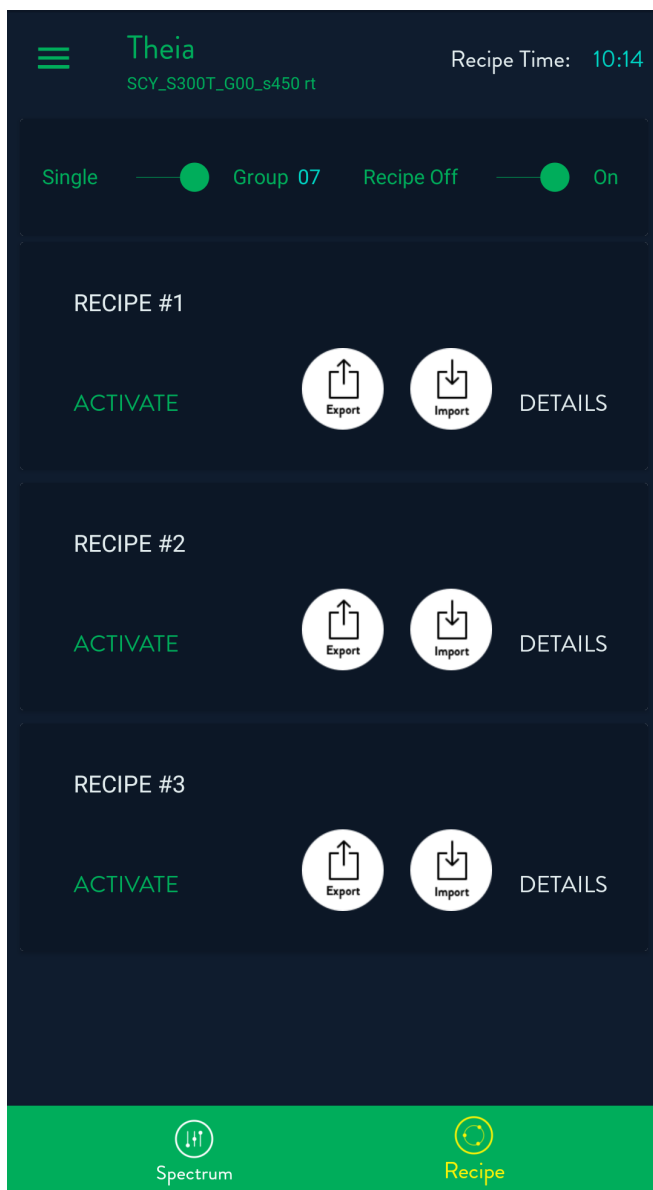 Theia
SCY_S300T_G00_s450 rt
Recipe Time: 10:14
Single Group 07 Recipe Off On
RECIPE #1
ACTIVATE Export Import DETAILS
RECIPE #2
ACTIVATE Export Import DETAILS
RECIPE #3
ACTIVATE Export Import DETAILS
Spectrum Recipe